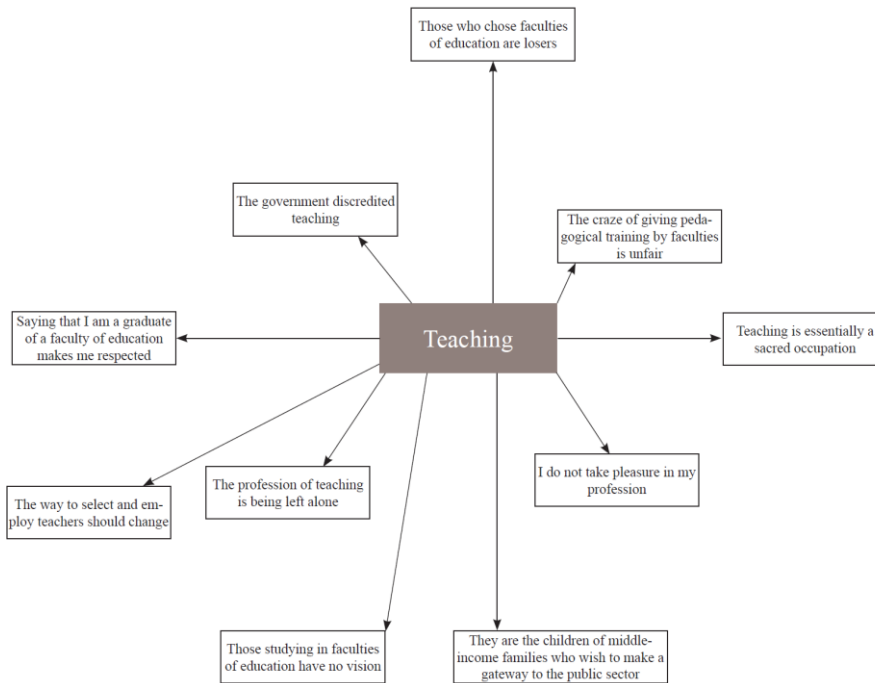 Those who chose faculties
of education are losers
The government discredited
teaching
The craze of giving peda-
gogical training by faculties
is unfair
Saying that I am a graduate
of a faculty of education
makes me respected
Teaching
Teaching is essentially a
sacred occupation
The way to select and em-
ploy teachers should change
The profession of teaching
is being left alone
I do not take pleasure in my
profession
Those studying in faculties
of education have no vision
They are the children of middle-
income families who wish to make a
gateway to the public sector